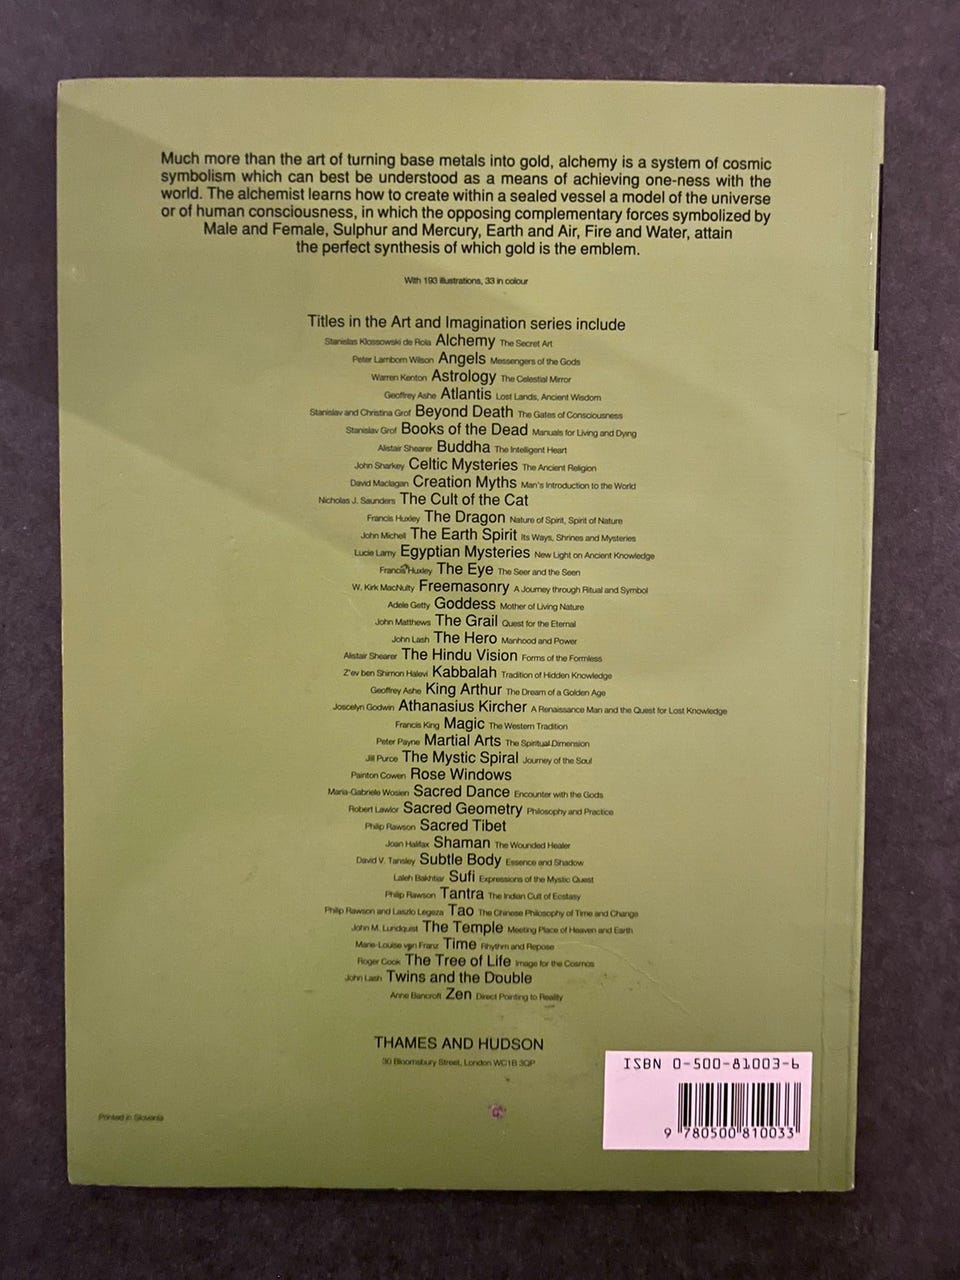 Much more than the art of turning base metals into gold, alchemy is a system of cosmic
symbolism which can best be understood as a means of achieving one-ness with the
world. The alchemist learns how to create within a sealed vessel a model of the universe
or of human consciousness, in which the opposing complementary forces symbolized by
Male and Female, Sulphur and Mercury, Earth and Air, Fire and Water, attain
the perfect synthesis of which gold is the emblem.
With 193 illustrations, 33 in colour
Titles in the Art and Imagination series include
Stanislas Klossowski de Rola Alchemy The Secret Art
Peter Lamborn Wilson Angels Messengers of the Gods
Warren Kenton Astrology The Celestial Mirror
Geoffrey Ashe Atlantis Lost Lands, Ancient Wisdom
Stanislav and Christina Grof Beyond Death The Gates of Consciousness
Stanislav Grof Books of the Dead Manuals for Living and Dying
Alistair Shearer Buddha The Intelligent Heart
John Sharkey Celtic Mysteries The Ancient Religion
David Maclagan Creation Myths Man's Introduction to the World
Nicholas J. Saunders The Cult of the Cat
Francis Huxley The Dragon Nature of Spirit, Spirit of Nature
John Michell The Earth Spirit Its Ways, Shrines and Mysteries
Lucie Lamy Egyptian Mysteries New Light on Ancient Knowledge
Francis Huxley The Eye The Seer and the Seen
W. Kirk MacNulty Freemasonry A Journey through Ritual and Symbol
Adele Getty Goddess Mother of Living Nature
John Matthews The Grail Quest for the Eternal
John Lash The Hero Manhood and Power
Alistair Shearer The Hindu Vision Forms of the Formless
Z'ev ben Shimon Halevi Kabbalah Tradition of Hidden Knowledge
Geoffrey Ashe King Arthur The Dream of a Golden Age
Joscelyn Godwin Athanasius Kircher A Renaissance Man and the Quest for Lost Knowledge
Francis King Magic The Western Tradition
Peter Payne Martial Arts The Spiritual Dimension
Jill Purce The Mystic Spiral Journey of the Soul
Painton Cowen Rose Windows
Maria-Gabriele Wosien Sacred Dance Encounter with the Gods
Robert Lawlor Sacred Geometry Philosophy and Practice
Philip Rawson Sacred Tibet
Joan Halifax Shaman The Wounded Healer
David V. Tansley Subtle Body Essence and Shadow
Laleh Bakhtiar Sufi Expressions of the Mystic Quest
Philip Rawson Tantra The Indian Cult of Ecstasy
Philip Rawson and Laszlo Legeza Tao The Chinese Philosophy of Time and Change
John M. Lundquist The Temple Meeting Place of Heaven and Earth
Marie-Louise von Franz Time Rhythm and Repose
Roger Cook The Tree of Life Image for the Cosmos
John Lash Twins and the Double
Anne Bancroft Zen Direct Pointing to Reality
THAMES AND HUDSON
30 Bloomsbury Street, London WC1B 3QP
Printed in Slovenia
ISBN 0-500-81003-6
9 780500 810033